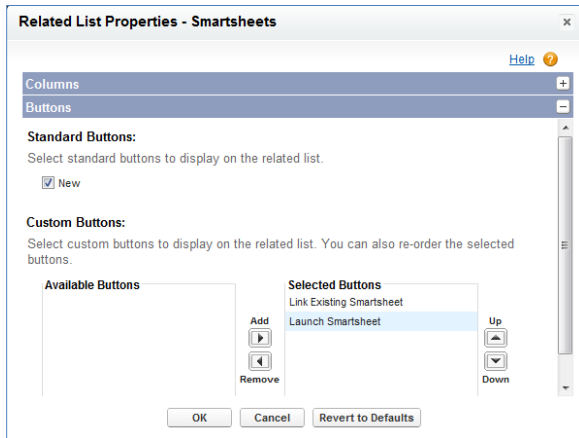 Related List Properties - Smartsheets
Help
Columns
Buttons
Standard Buttons:
Select standard buttons to display on the related list.
New
Custom Buttons:
Select custom buttons to display on the related list. You can also re-order the selected
buttons.
Available Buttons
Selected Buttons
Link Existing Smartsheet
Launch Smartsheet
Add
Remove
Up
Down
OK
Cancel
Revert to Defaults